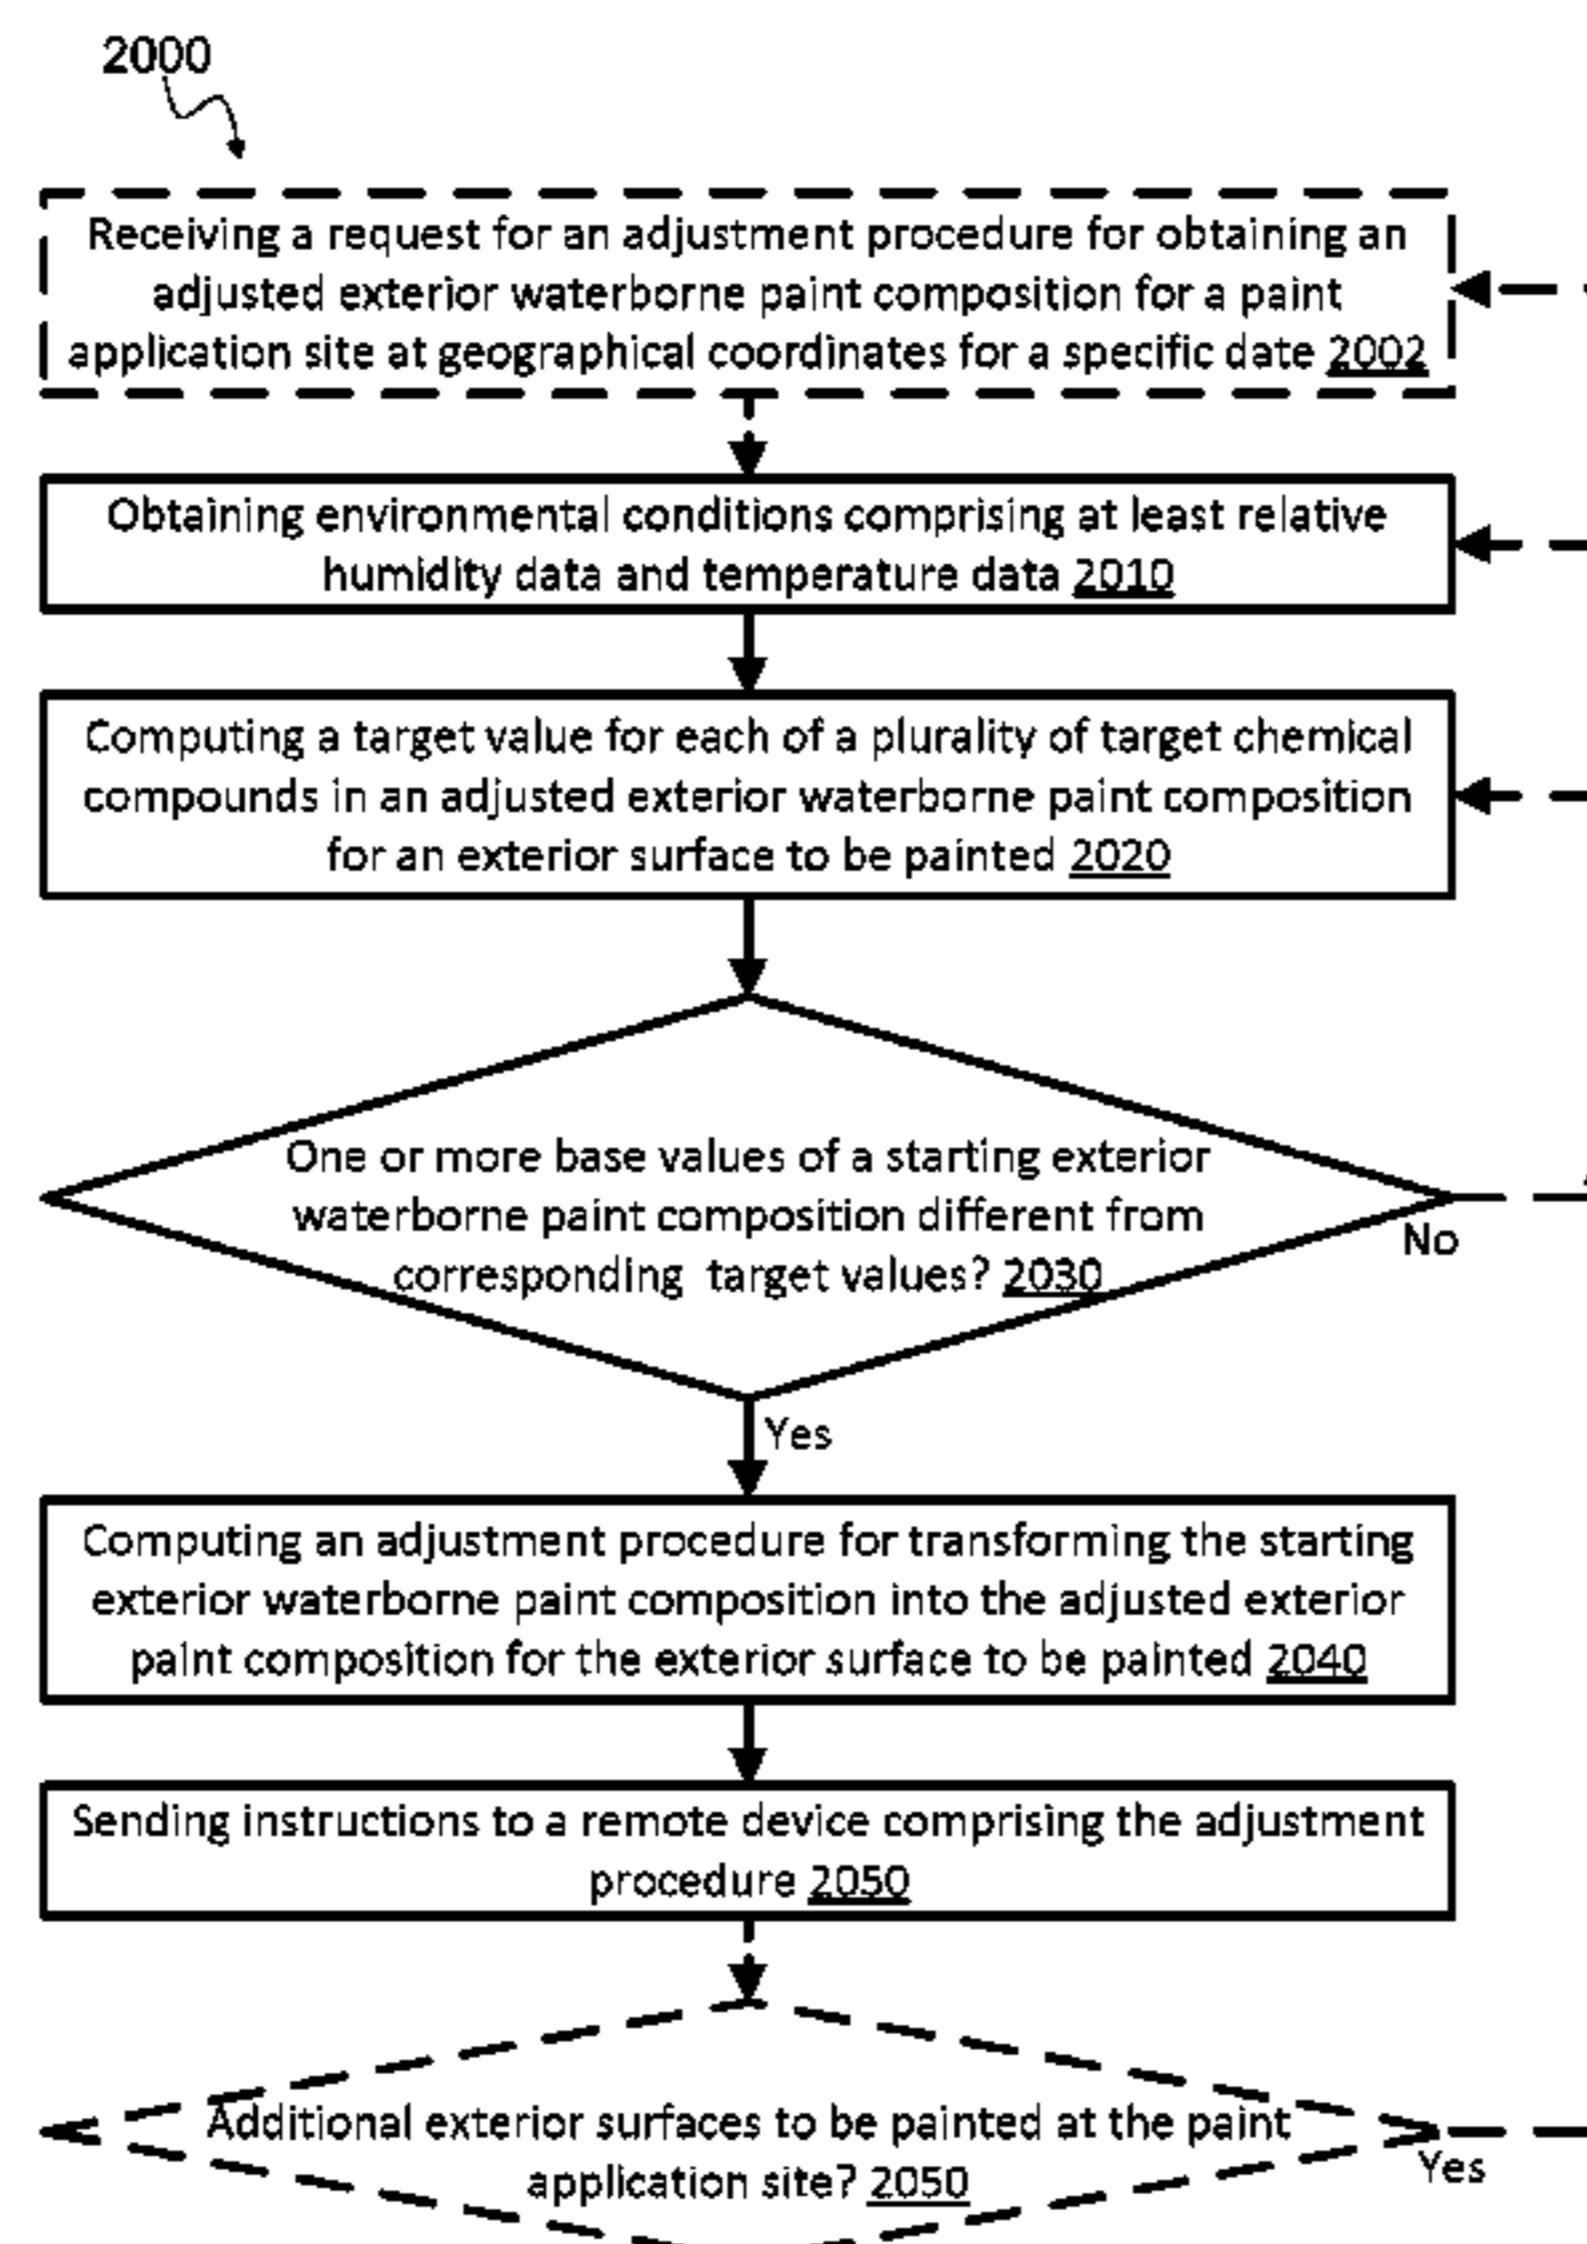 2000
Receiving a request for an adjustment procedure for obtaining an
adjusted exterior waterborne paint composition for a paint
application site at geographical coordinates for a specific date 2002
Obtaining environmental conditions comprising at least relative
humidity data and temperature data 2010
Computing a target value for each of a plurality of target chemical
compounds in an adjusted exterior waterborne paint composition
for an exterior surface to be painted 2020
One or more base values of a starting exterior
waterborne paint composition different from
corresponding target values? 2030
No
Yes
Computing an adjustment procedure for transforming the starting
exterior waterborne paint composition into the adjusted exterior
paint composition for the exterior surface to be painted 2040
Sending instructions to a remote device comprising the adjustment
procedure 2050
Additional exterior surfaces to be painted at the paint
application site? 2050
Yes